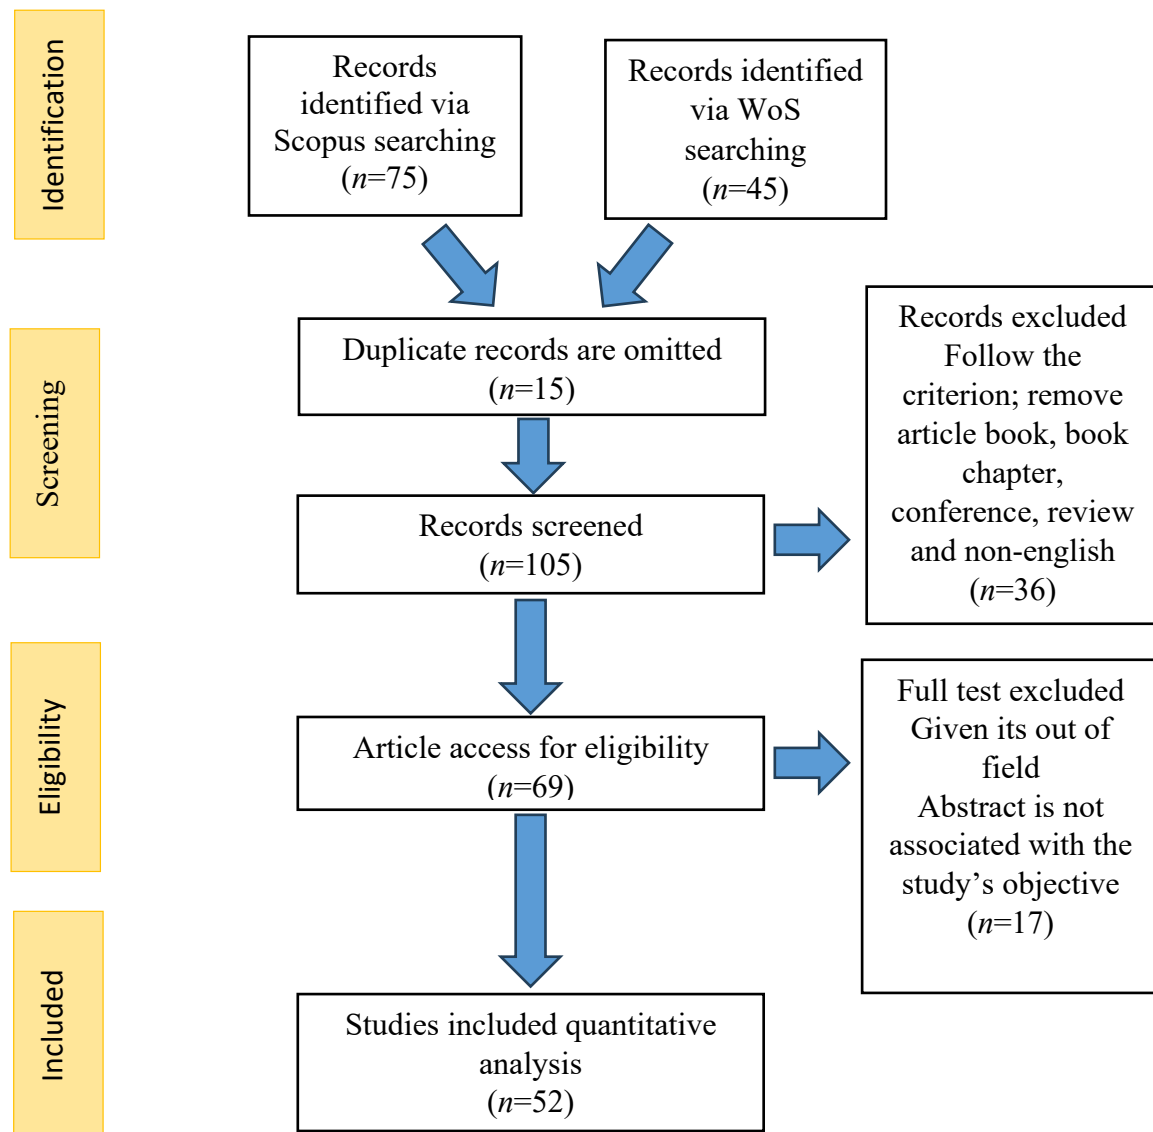 Identification
Records
identified via
Scopus searching
(n=75)
Records identified
via WoS
searching
(n=45)
Screening
Duplicate records are omitted
(n=15)
Records screened
(n=105)
Records excluded
Follow the
criterion; remove
article book, book
chapter,
conference, review
and non-english
(n=36)
Eligibility
Article access for eligibility
(n=69)
Full test excluded
Given its out of
field
Abstract is not
associated with the
study’s objective
(n=17)
Included
Studies included quantitative
analysis
(n=52)